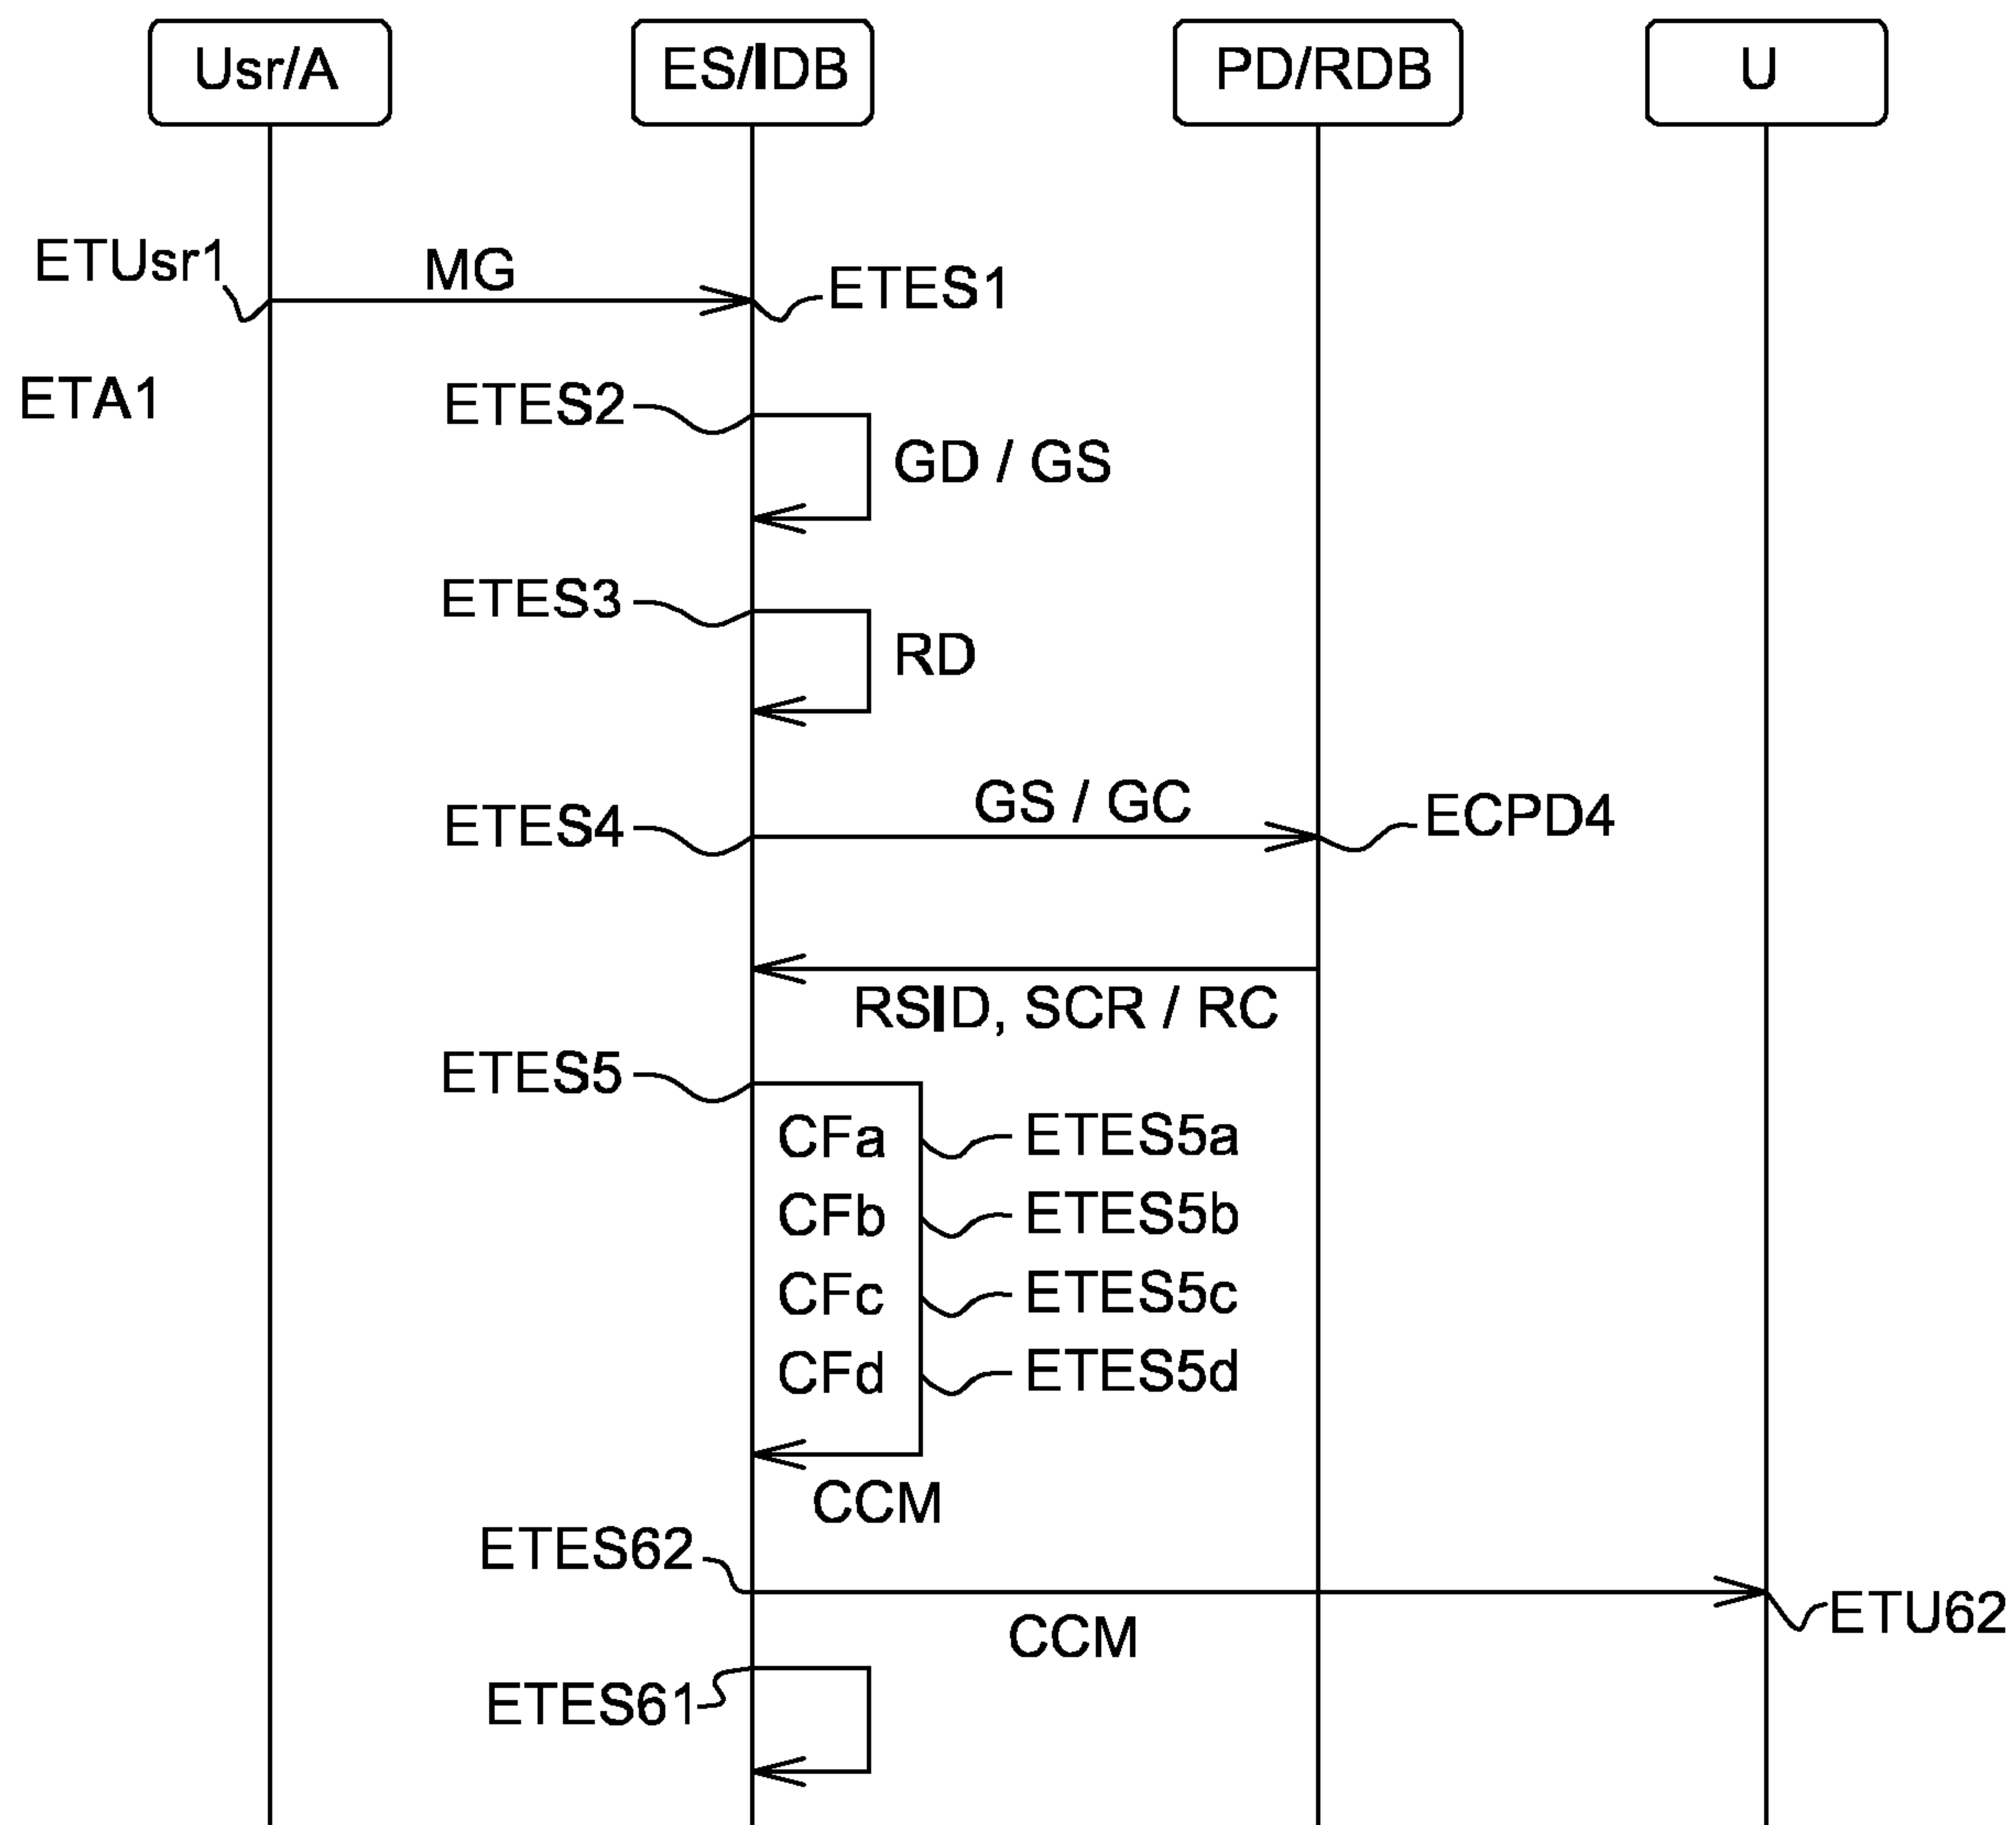 Usr/A ES/IDB PD/RDB U
ETUsr1 MG ETES1
ETA1 ETES2
GD / GS
ETES3
RD
ETES4 GS / GC ECPD4
RSID, SCR / RC
ETES5
CFa ETES5a
CFb ETES5b
CFc ETES5c
CFd ETES5d
CCM
ETES62
CCM ETU62
ETES61